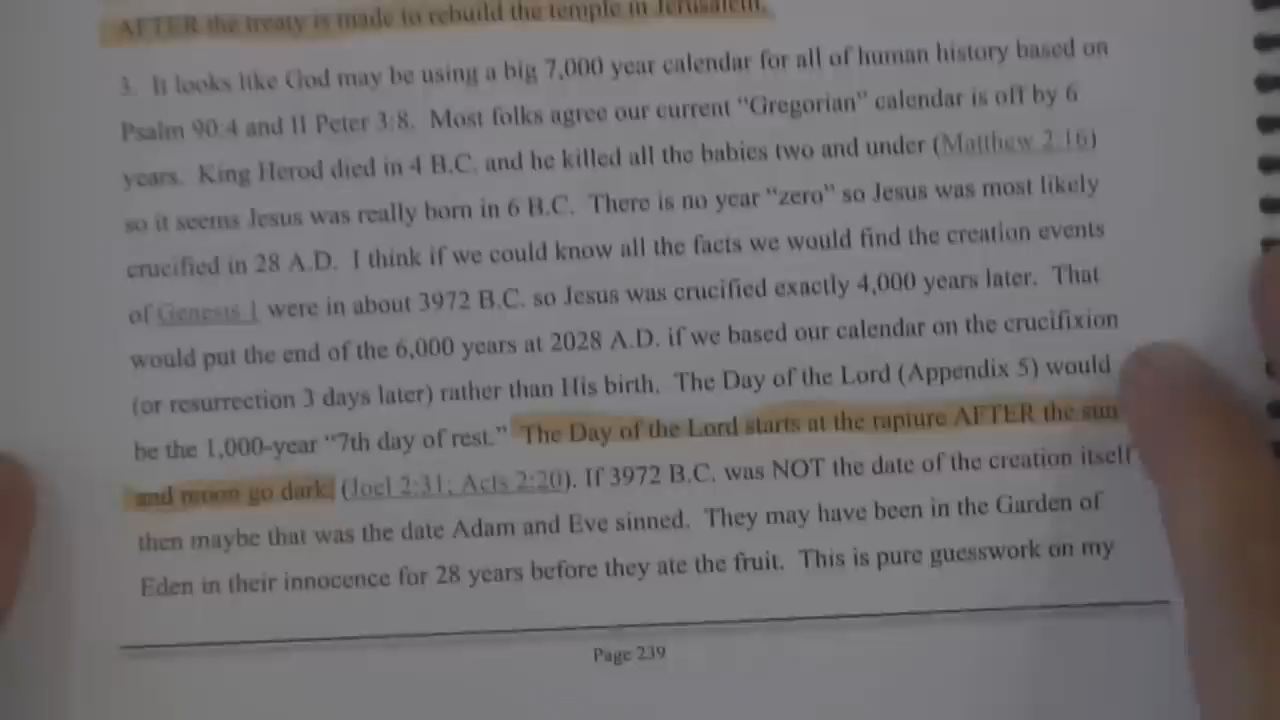 AFTER the treaty is made to rebuild the temple in Jerusalem.
3. It looks like God may be using a big 7,000 year calendar for all of human history based on
Psalm 90:4 and II Peter 3:8. Most folks agree our current "Gregorian" calendar is off by 6
years. King Herod died in 4 B.C. and he killed all the babies two and under (Matthew 2:16)
so it seems Jesus was really born in 6 B.C. There is no year "zero" so Jesus was most likely
crucified in 28 A.D. I think if we could know all the facts we would find the creation events
of Genesis 1 were in about 3972 B.C. so Jesus was crucified exactly 4,000 years later. That
would put the end of the 6,000 years at 2028 A.D. if we based our calendar on the crucifixion
(or resurrection 3 days later) rather than His birth. The Day of the Lord (Appendix 5) would
be the 1,000-year "7th day of rest." The Day of the Lord starts at the rapture AFTER the sun
and moon go dark (Joel 2:31; Acts 2:20). If 3972 B.C. was NOT the date of the creation itself
then maybe that was the date Adam and Eve sinned. They may have been in the Garden of
Eden in their innocence for 28 years before they ate the fruit. This is pure guesswork on my
Page 239